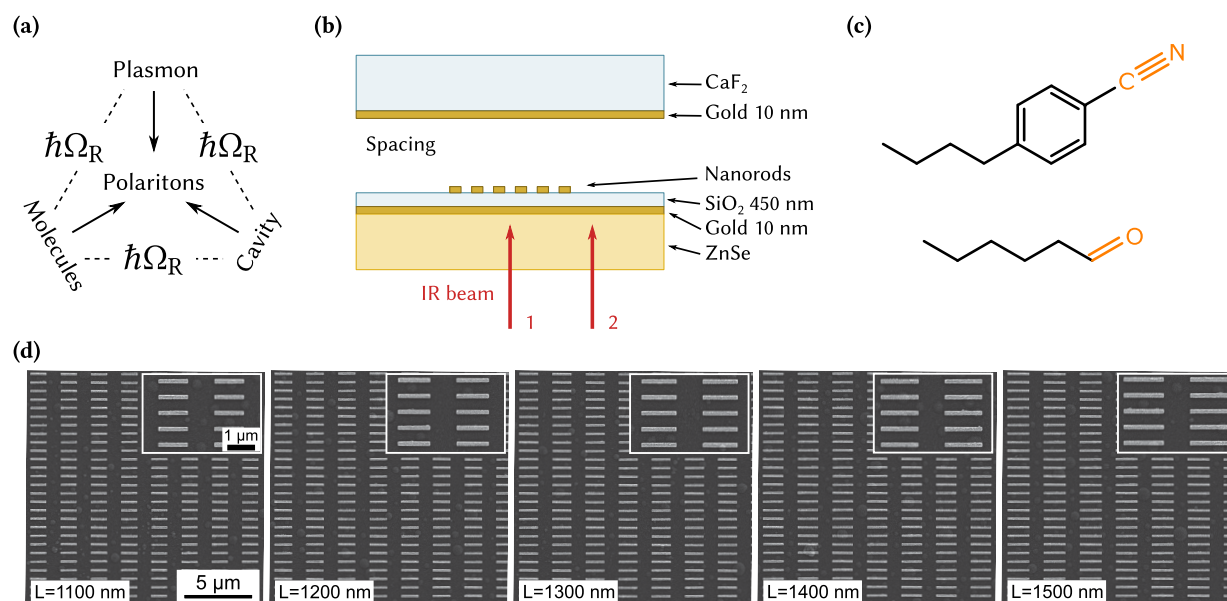 (a)
Plasmon
ħΩR ħΩR
Polaritons
Molecules
ħΩR
Cavity
(b)
CaF2
Gold 10 nm
Spacing
Nanorods
SiO2 450 nm
Gold 10 nm
ZnSe
IR beam
1
2
(c)
C
N
O
(d)
1 μm
L=1100 nm
5 μm
L=1200 nm
L=1300 nm
L=1400 nm
L=1500 nm